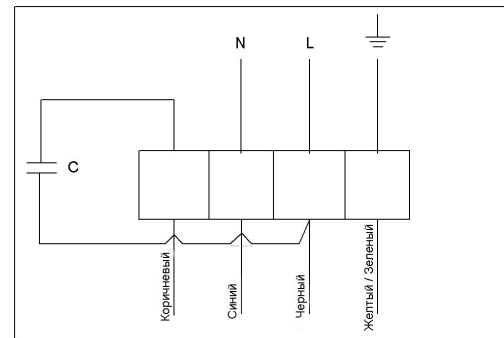 N
L
C
Коричневый
Синий
Черный
Желтый / Зеленый